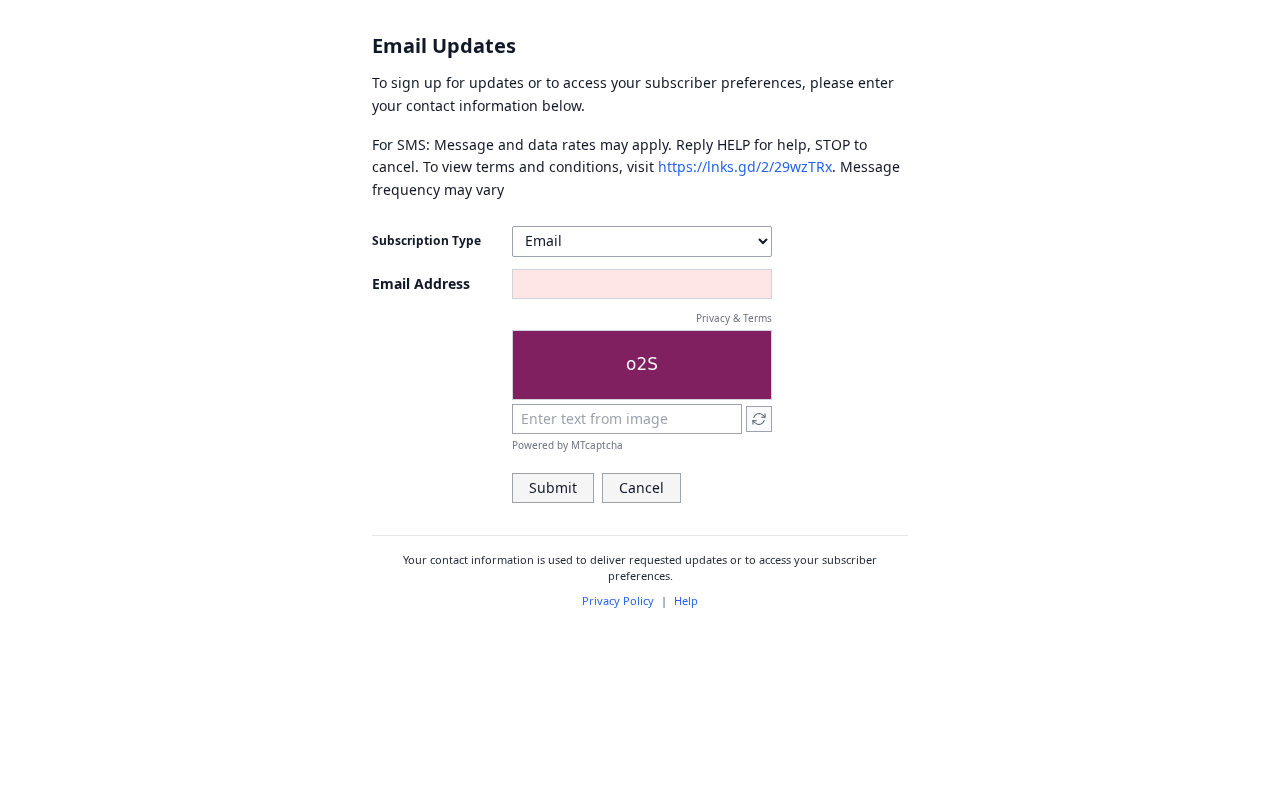 Email Updates
To sign up for updates or to access your subscriber preferences, please enter
your contact information below.
For SMS: Message and data rates may apply. Reply HELP for help, STOP to
cancel. To view terms and conditions, visit https://lnks.gd/2/29wzTRx. Message
frequency may vary
Subscription Type
Email
Email Address
Privacy & Terms
o2S
Enter text from image
Powered by MTcaptcha
Submit Cancel
Your contact information is used to deliver requested updates or to access your subscriber
preferences.
Privacy Policy | Help